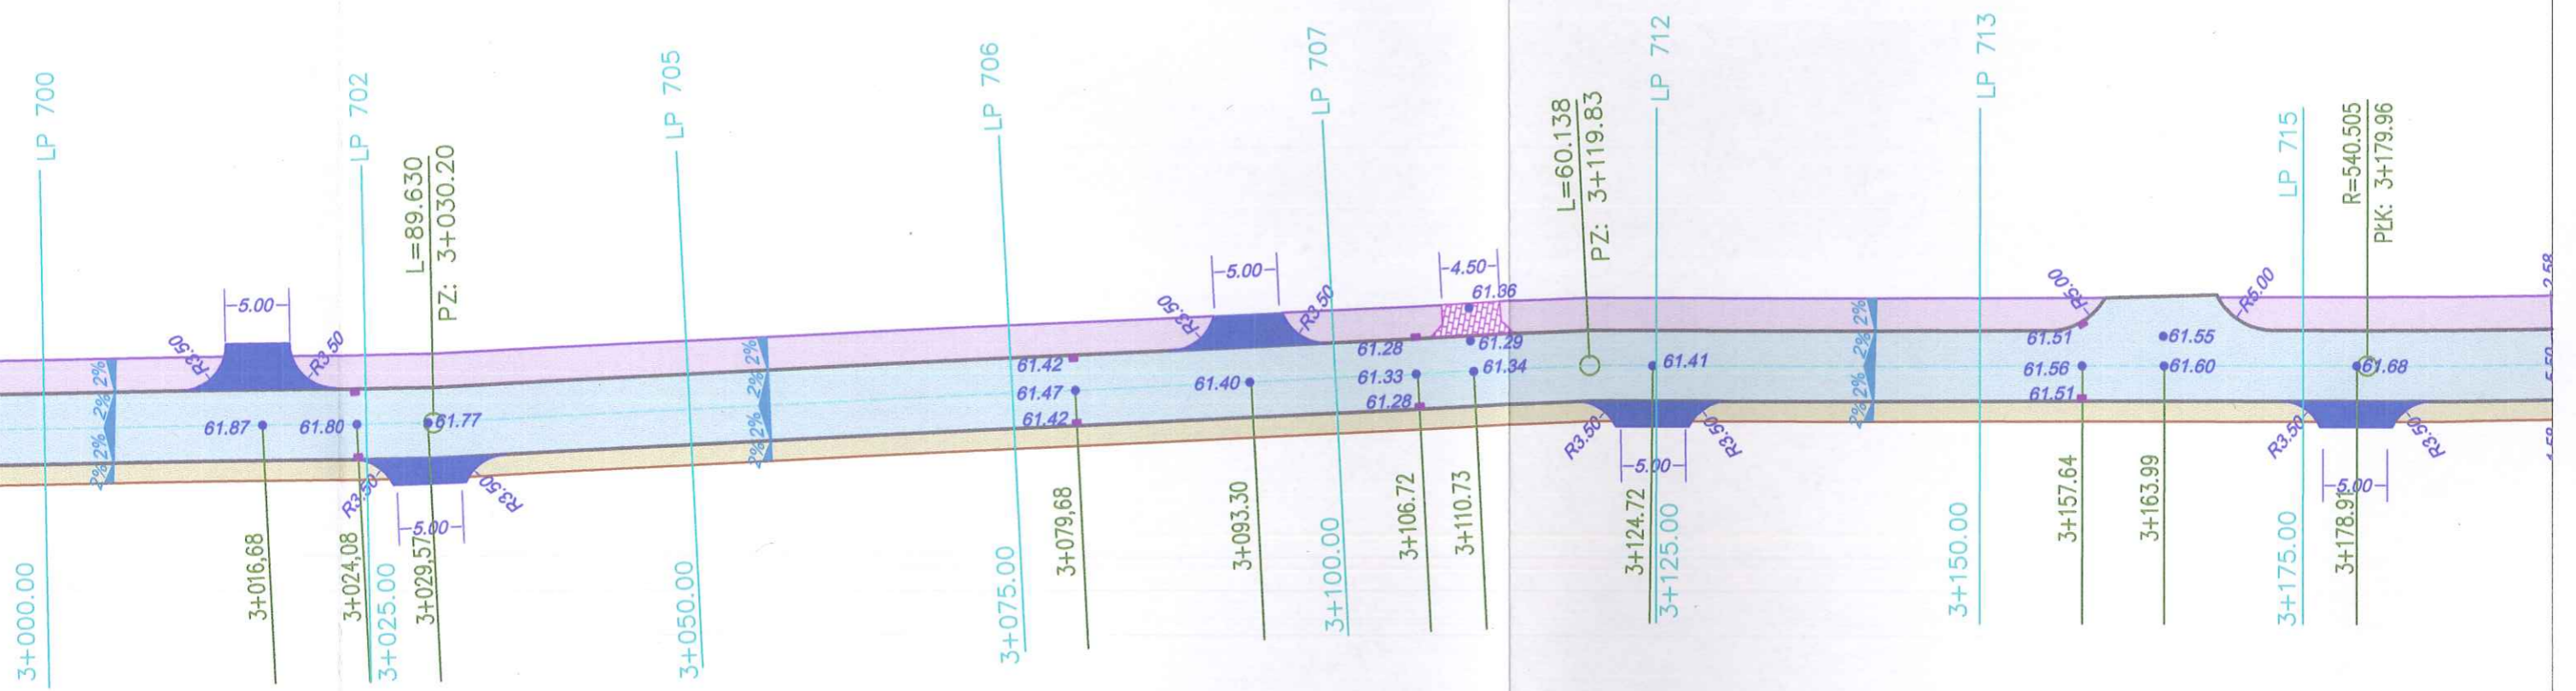 LP 700
LP 702
LP 705
LP 706
LP 707
LP 712
LP 713
LP 715
L=89.630
PZ: 3+030.20
L=60.138
PZ: 3+119.83
R=540.505
PŁK: 3+179.96
-5.00-
R3.50
R3.50
-5.00-
R3.50
R3.50
-4.50-
61.36
R5.00
R5.00
2.58
2%
2%
2%
2%
61.87
61.80
61.77
2%
2%
2%
2%
61.42
61.47
61.42
61.40
61.28
61.33
61.28
61.29
61.34
61.41
2%
2%
2%
2%
61.51
61.56
61.51
61.55
61.60
61.68
R3.50
R3.50
-5.00-
R3.50
R3.50
-5.00-
R3.50
R3.50
-5.00-
3+000.00
3+016,68
3+024,08
3+025.00
3+029,57
3+050.00
3+075.00
3+079,68
3+093.30
3+100.00
3+106.72
3+110.73
3+124.72
3+125.00
3+150.00
3+157.64
3+163.99
3+175.00
3+178.91